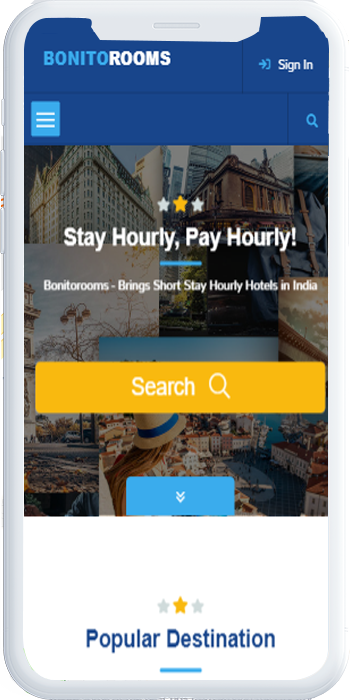 BONITOROOMS
Sign In
Stay Hourly, Pay Hourly!
Bonitorooms - Brings Short Stay Hourly Hotels in India
Search
Popular Destination